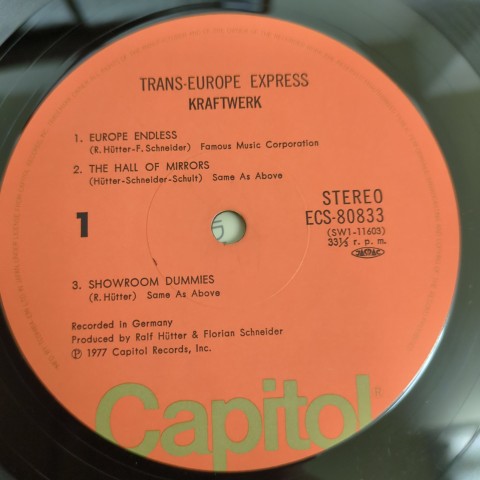 TRANS-EUROPE EXPRESS
KRAFTWERK
1. EUROPE ENDLESS
(R.Hütter-F. Schneider) Famous Music Corporation
2. THE HALL OF MIRRORS
(Hütter-Schneider-Schult) Same As Above
1
STEREO
ECS-80833
(SW1-11603)
33⅓ r. p. m.
JASRAC
3. SHOWROOM DUMMIES
(R. Hütter) Same As Above
Recorded in Germany
Produced by Ralf Hütter & Florian Schneider
℗ 1977 Capitol Records, Inc.
Capitol®